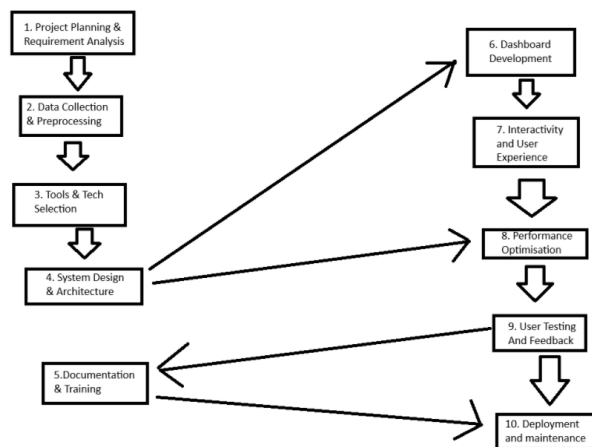 1. Project Planning &
Requirement Analysis
2. Data Collection
& Preprocessing
3. Tools & Tech
Selection
4. System Design
& Architecture
5.Documentation
& Training
6. Dashboard
Development
7. Interactivity
and User
Experience
8. Performance
Optimisation
9. User Testing
And Feedback
10. Deployment
and maintenance